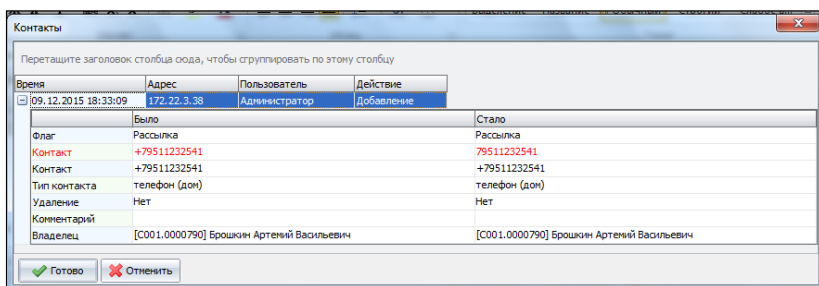 Контакты
Перетащите заголовок столбца сюда, чтобы сгруппировать по этому столбцу
Время Адрес Пользователь Действие
09.12.2015 18:33:09 172.22.3.38 Администратор Добавление
Было Стало
Флаг Рассылка Рассылка
Контакт +79511232541 79511232541
Контакт +79511232541 +79511232541
Тип контакта телефон (дом) телефон (дом)
Удаление Нет Нет
Комментарий
Владелец [C001.0000790] Брошкин Артемий Васильевич [C001.0000790] Брошкин Артемий Васильевич
Готово Отменить